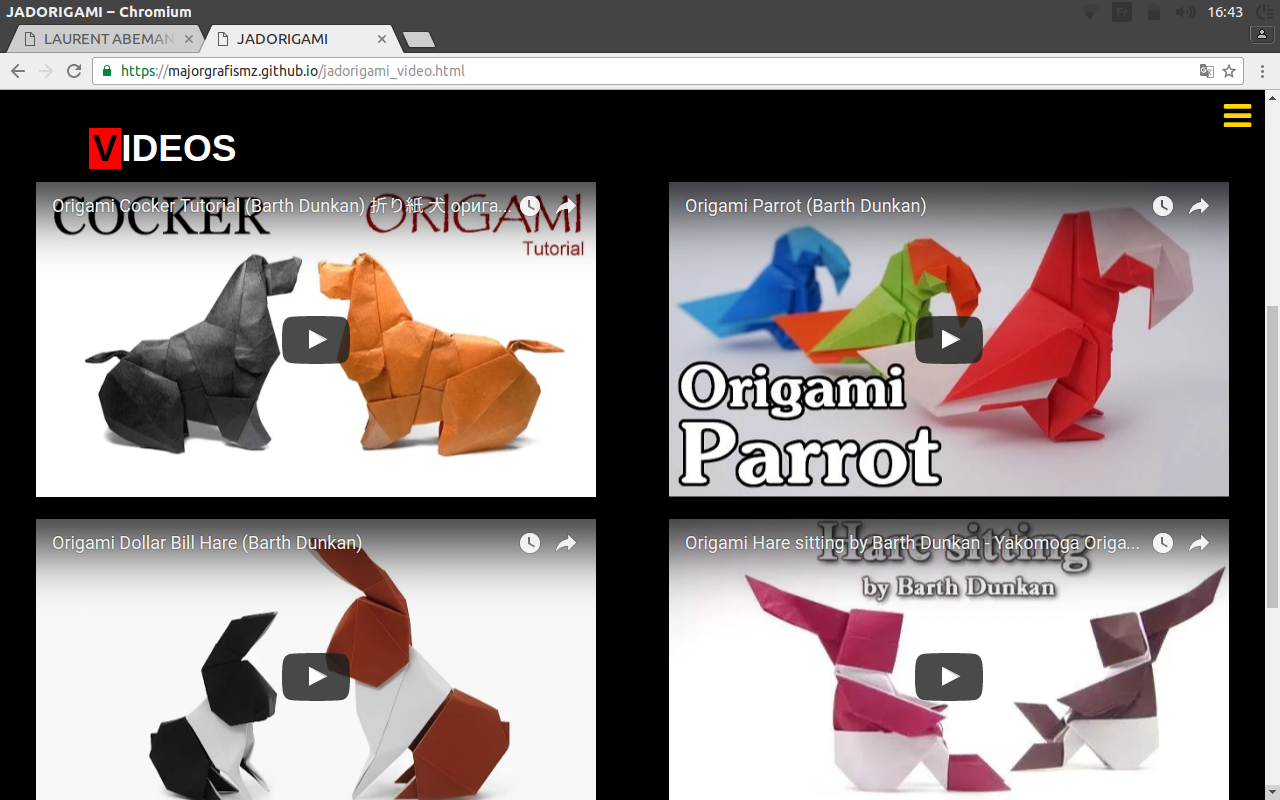 JADORIGAMI – Chromium
Fr
16:43
LAURENT ABEMAN
JADORIGAMI
https://majorgrafismz.github.io/jadorigami_video.html
VIDEOS
Origami Cocker Tutorial (Barth Dunkan) 折り紙 犬 орига...
COCKER ORIGAMI
Tutorial
Origami Parrot (Barth Dunkan)
Origami
Parrot
Origami Dollar Bill Hare (Barth Dunkan)
Origami Hare sitting by Barth Dunkan - Yakomoga Origa...
Hare sitting
by Barth Dunkan